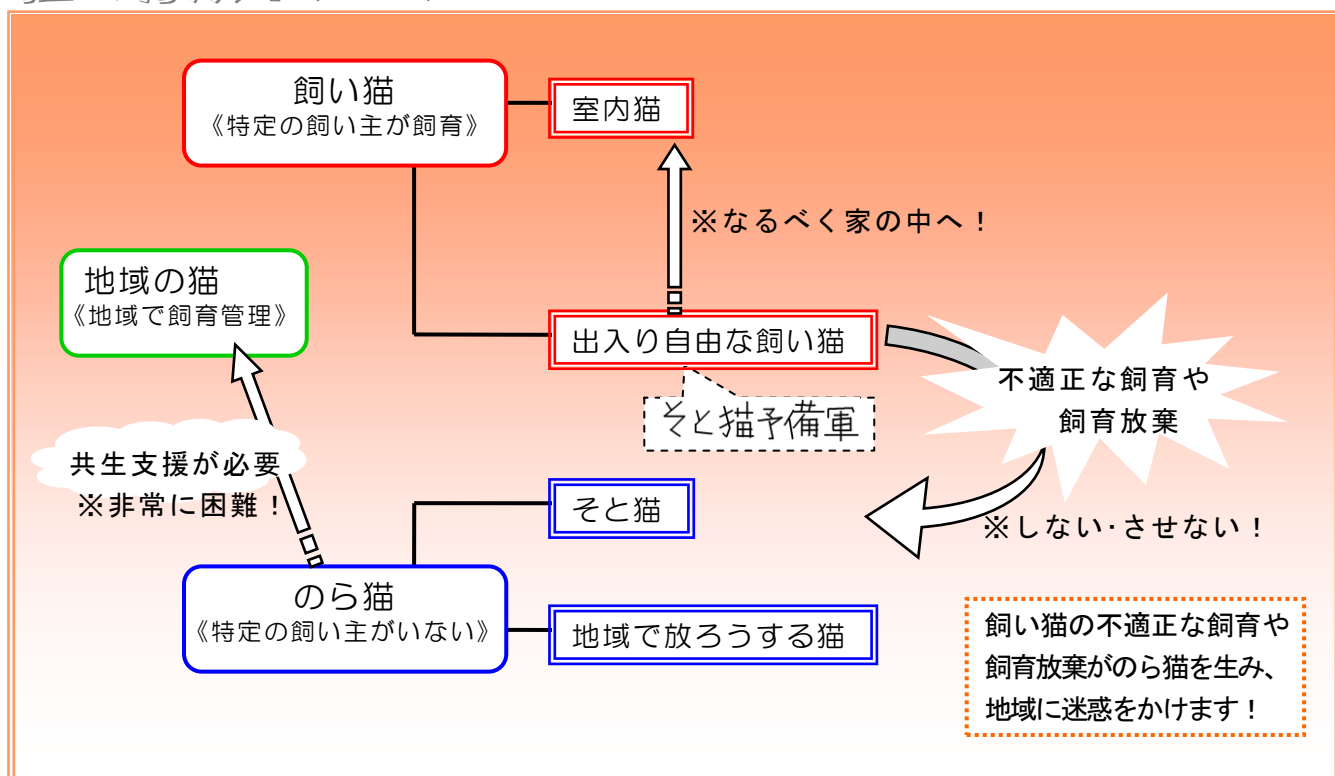 飼い猫
《特定の飼い主が飼育》
室内猫
※なるべく家の中へ！
地域の猫
《地域で飼育管理》
出入り自由な飼い猫
不適正な飼育や
飼育放棄
そと猫予備軍
共生支援が必要
※非常に困難！
そと猫
※しない･させない！
のら猫
《特定の飼い主がいない》
地域で放ろうする猫
飼い猫の不適正な飼育や
飼育放棄がのら猫を生み、
地域に迷惑をかけます！